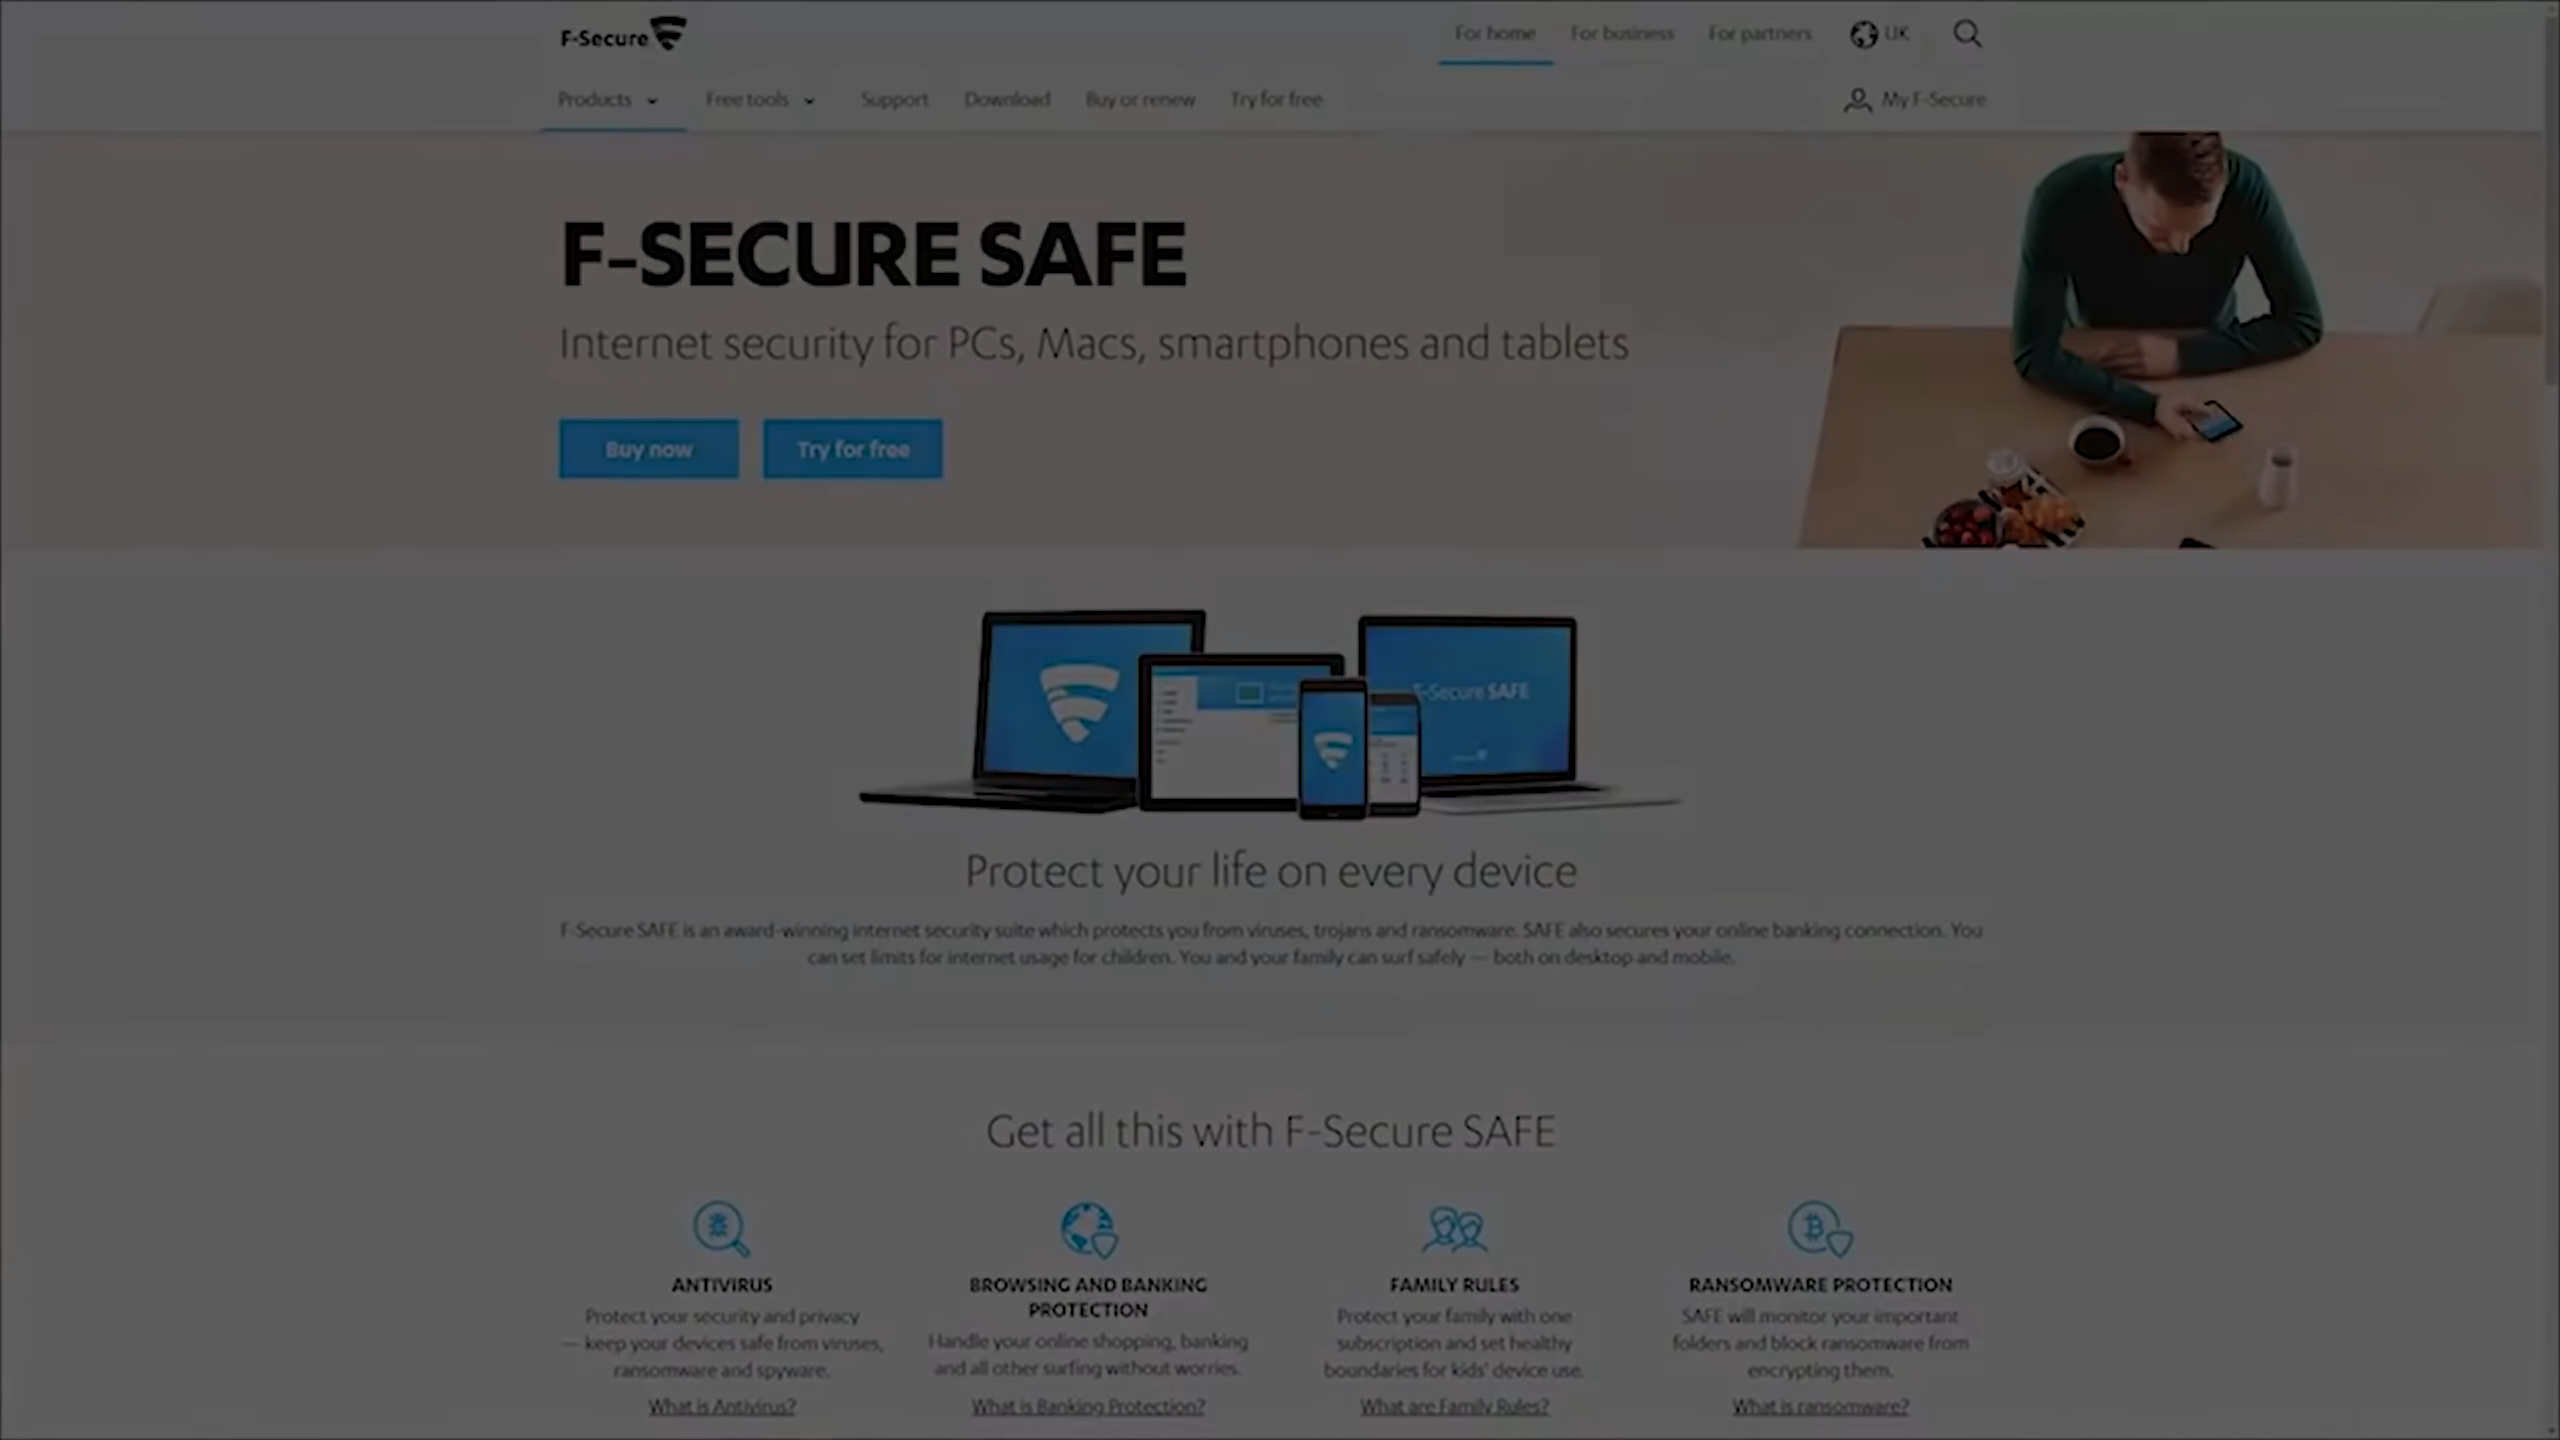 F-Secure
For home
For business
For partners
UK
Products
Free tools
Support
Download
Buy or renew
Try for free
My F-Secure
F-SECURE SAFE
Internet security for PCs, Macs, smartphones and tablets
Buy now
Try for free
F-Secure SAFE
Protect your life on every device
F-Secure SAFE is an award-winning internet security suite which protects you from viruses, trojans and ransomware. SAFE also secures your online banking connection. You
can set limits for internet usage for children. You and your family can surf safely — both on desktop and mobile.
Get all this with F-Secure SAFE
ANTIVIRUS
Protect your security and privacy
— keep your devices safe from viruses,
ransomware and spyware.
What is Antivirus?
BROWSING AND BANKING
PROTECTION
Handle your online shopping, banking
and all other surfing without worries.
What is Banking Protection?
FAMILY RULES
Protect your family with one
subscription and set healthy
boundaries for kids' device use.
What are Family Rules?
RANSOMWARE PROTECTION
SAFE will monitor your important
folders and block ransomware from
encrypting them.
What is ransomware?